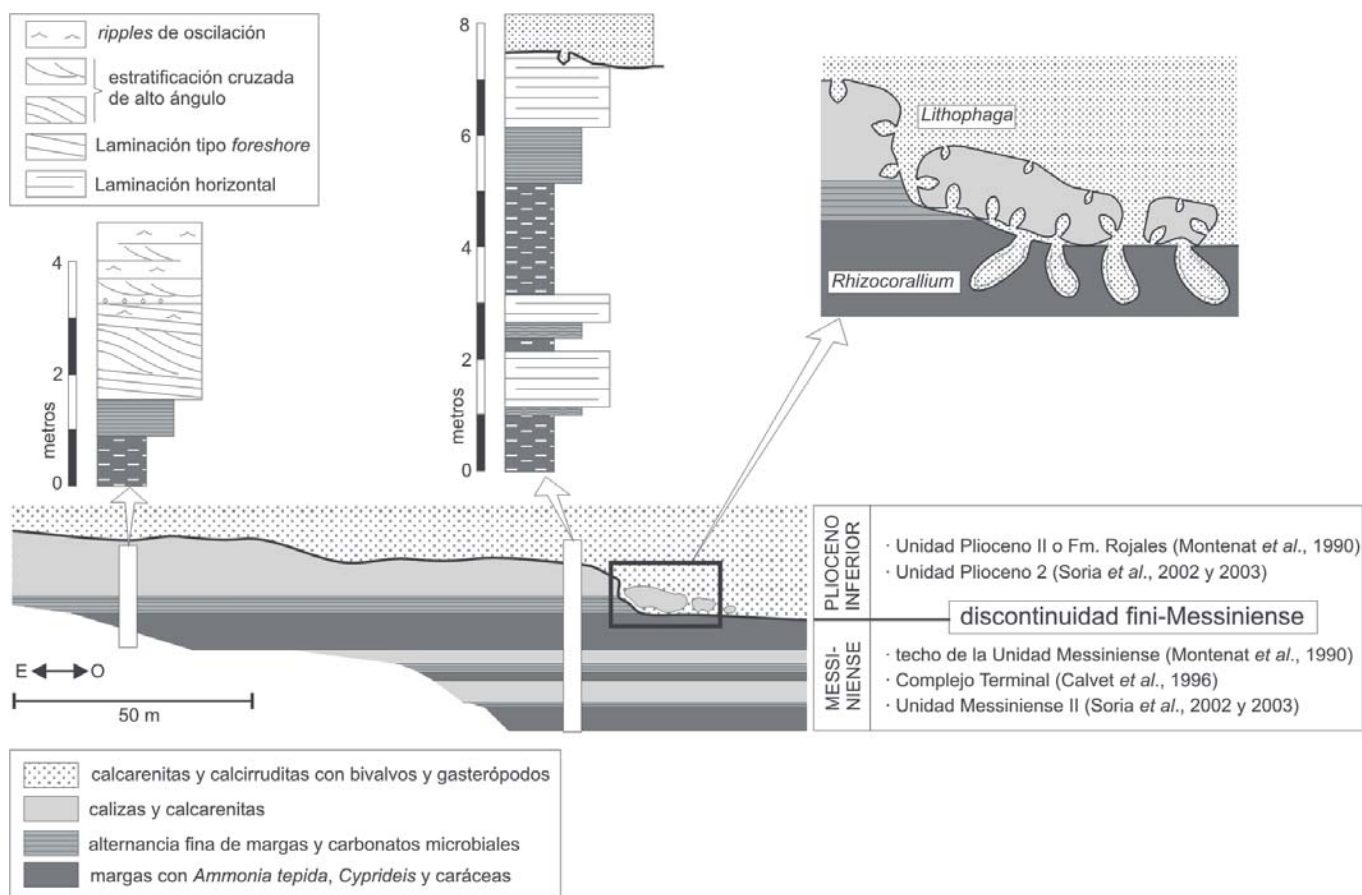 ripples de oscilación
estratificación cruzada
de alto ángulo
Laminación tipo foreshore
Laminación horizontal
4
2
0
metros
8
6
4
2
0
metros
Lithophaga
Rhizocorallium
E
O
50 m
PLIOCENO
INFERIOR
· Unidad Plioceno II o Fm. Rojales (Montenat et al., 1990)
· Unidad Plioceno 2 (Soria et al., 2002 y 2003)
discontinuidad fini-Messiniense
MESSI-
NIENSE
· techo de la Unidad Messiniense (Montenat et al., 1990)
· Complejo Terminal (Calvet et al., 1996)
· Unidad Messiniense II (Soria et al., 2002 y 2003)
calcarenitas y calcirruditas con bivalvos y gasterópodos
calizas y calcarenitas
alternancia fina de margas y carbonatos microbiales
margas con Ammonia tepida, Cyprideis y caráceas